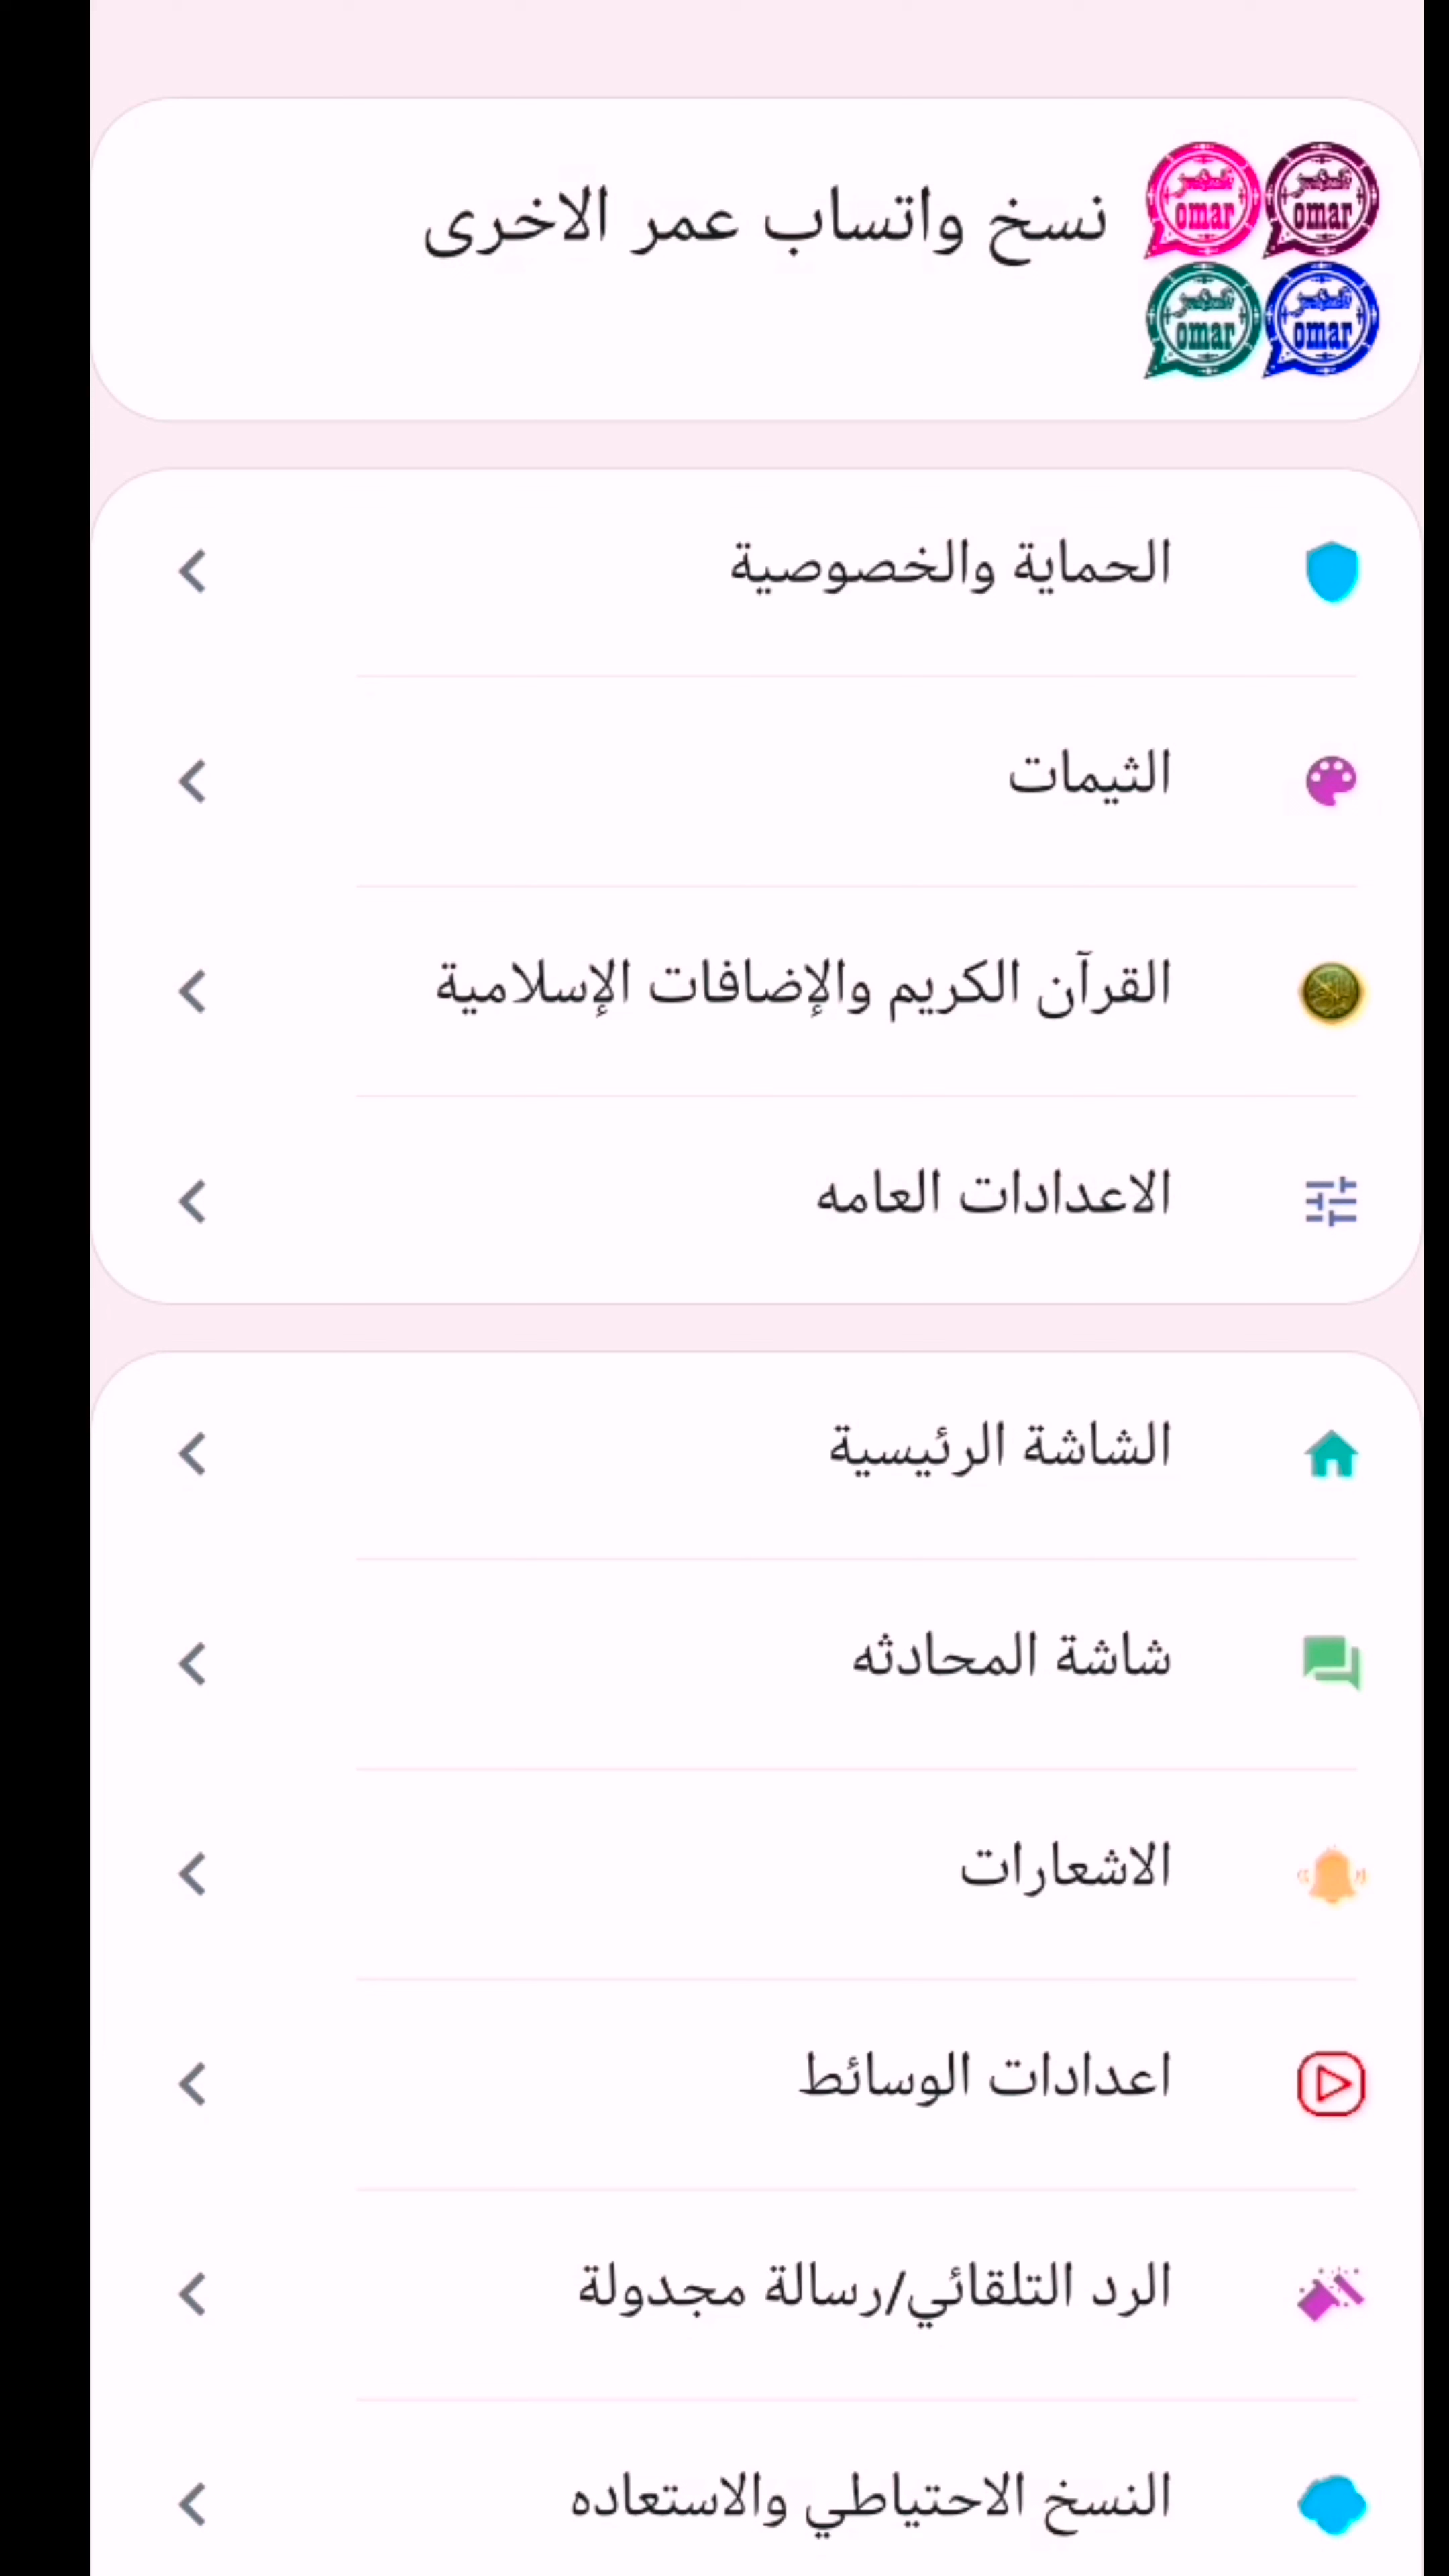 نسخ واتساب عمر الاخرى
omar omar
omar omar
الحماية والخصوصية
الثيمات
القرآن الكريم والإضافات الإسلامية
الاعدادات العامه
الشاشة الرئيسية
شاشة المحادثه
الاشعارات
اعدادات الوسائط
الرد التلقائي/رسالة مجدولة
النسخ الاحتياطي والاستعاده